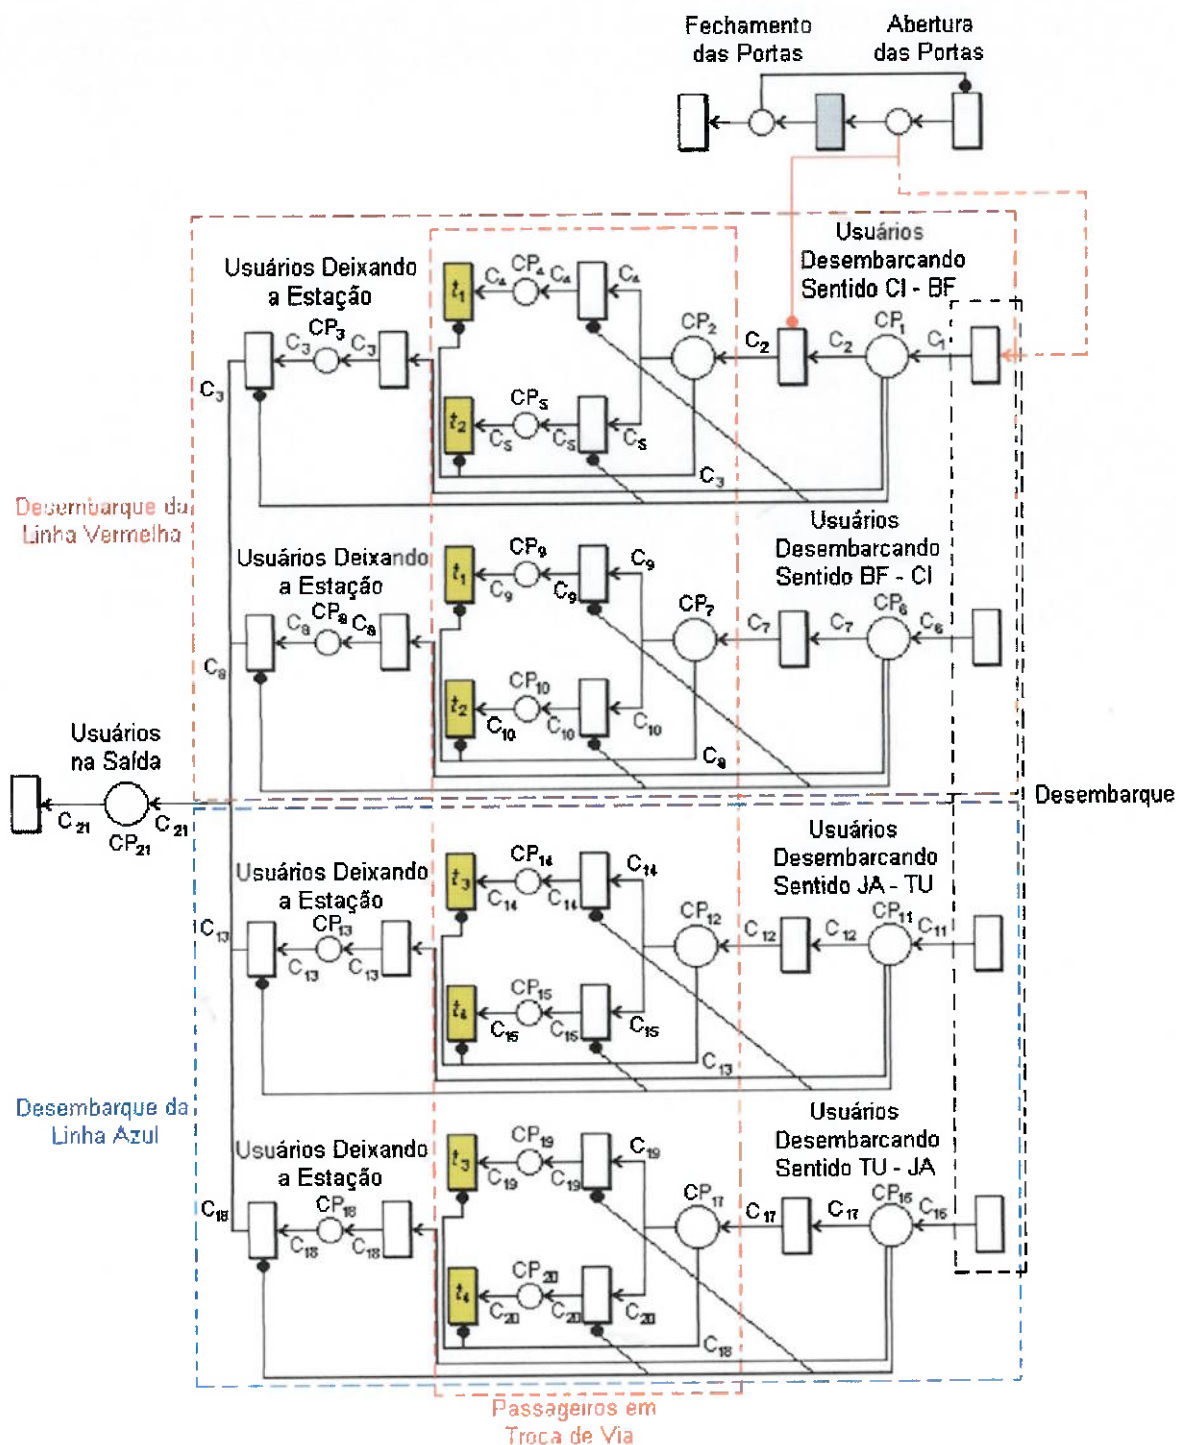 Fechamento
das Portas
Abertura
das Portas
Usuários
Desembarcando
Sentido CI - BF
Usuários Deixando
a Estação
t1
C4
CP4
C4
CP2
C2
C2
CP1
C1
CP3
C3
C3
C3
t2
C5
CP5
C5
C5
C3
Desembarque da
Linha Vermelha
Usuários
Desembarcando
Sentido BF - CI
Usuários Deixando
a Estação
t1
C9
CP9
C9
C9
CP7
C7
C7
CP6
C6
CP8
C8
C8
C8
t2
C10
CP10
C10
C10
C8
Usuários
na Saída
C21
CP21
C21
Desembarque
Usuários
Desembarcando
Sentido JA - TU
Usuários Deixando
a Estação
t3
C14
CP14
C14
C14
CP12
C12
C12
CP11
C11
CP13
C13
C13
C13
t4
C15
CP15
C15
C15
C13
Desembarque da
Linha Azul
Usuários
Desembarcando
Sentido TU - JA
Usuários Deixando
a Estação
t3
C19
CP19
C19
C19
CP17
C17
C17
CP16
C16
CP18
C18
C18
C18
t4
C20
CP20
C20
C20
C18
Passageiros em
Troca de Via